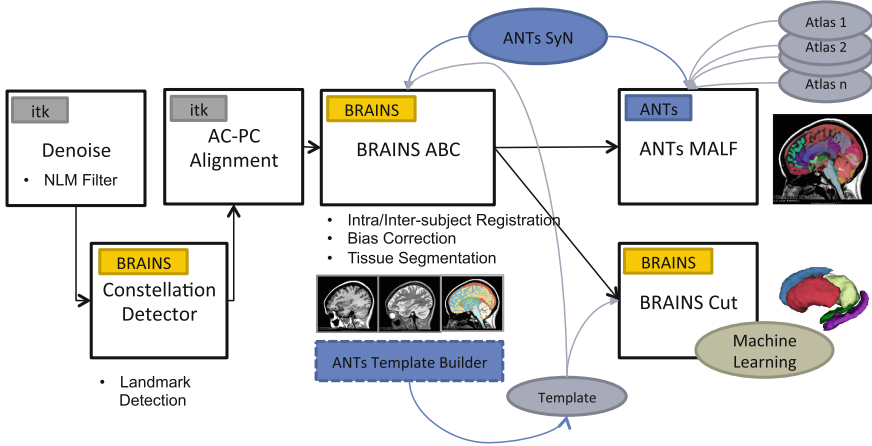 ANTs SyN
Atlas 1
Atlas 2
Atlas n
itk
Denoise
• NLM Filter
itk
AC-PC
Alignment
BRAINS
BRAINS ABC
ANTs
ANTs MALF
• Intra/Inter-subject Registration
• Bias Correction
• Tissue Segmentation
BRAINS
Constellation
Detector
• Landmark
Detection
BRAINS
BRAINS Cut
Machine
Learning
ANTs Template Builder
Template